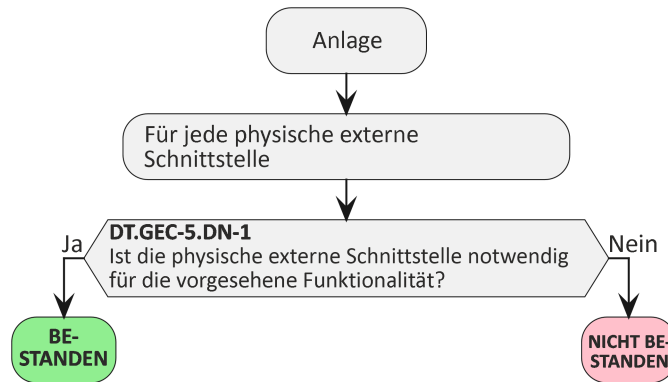 Anlage
Für jede physische externe
Schnittstelle
DT.GEC-5.DN-1
Ja
Nein
Ist die physische externe Schnittstelle notwendig
für die vorgesehene Funktionalität?
BE-
STANDEN
NICHT BE-
STANDEN